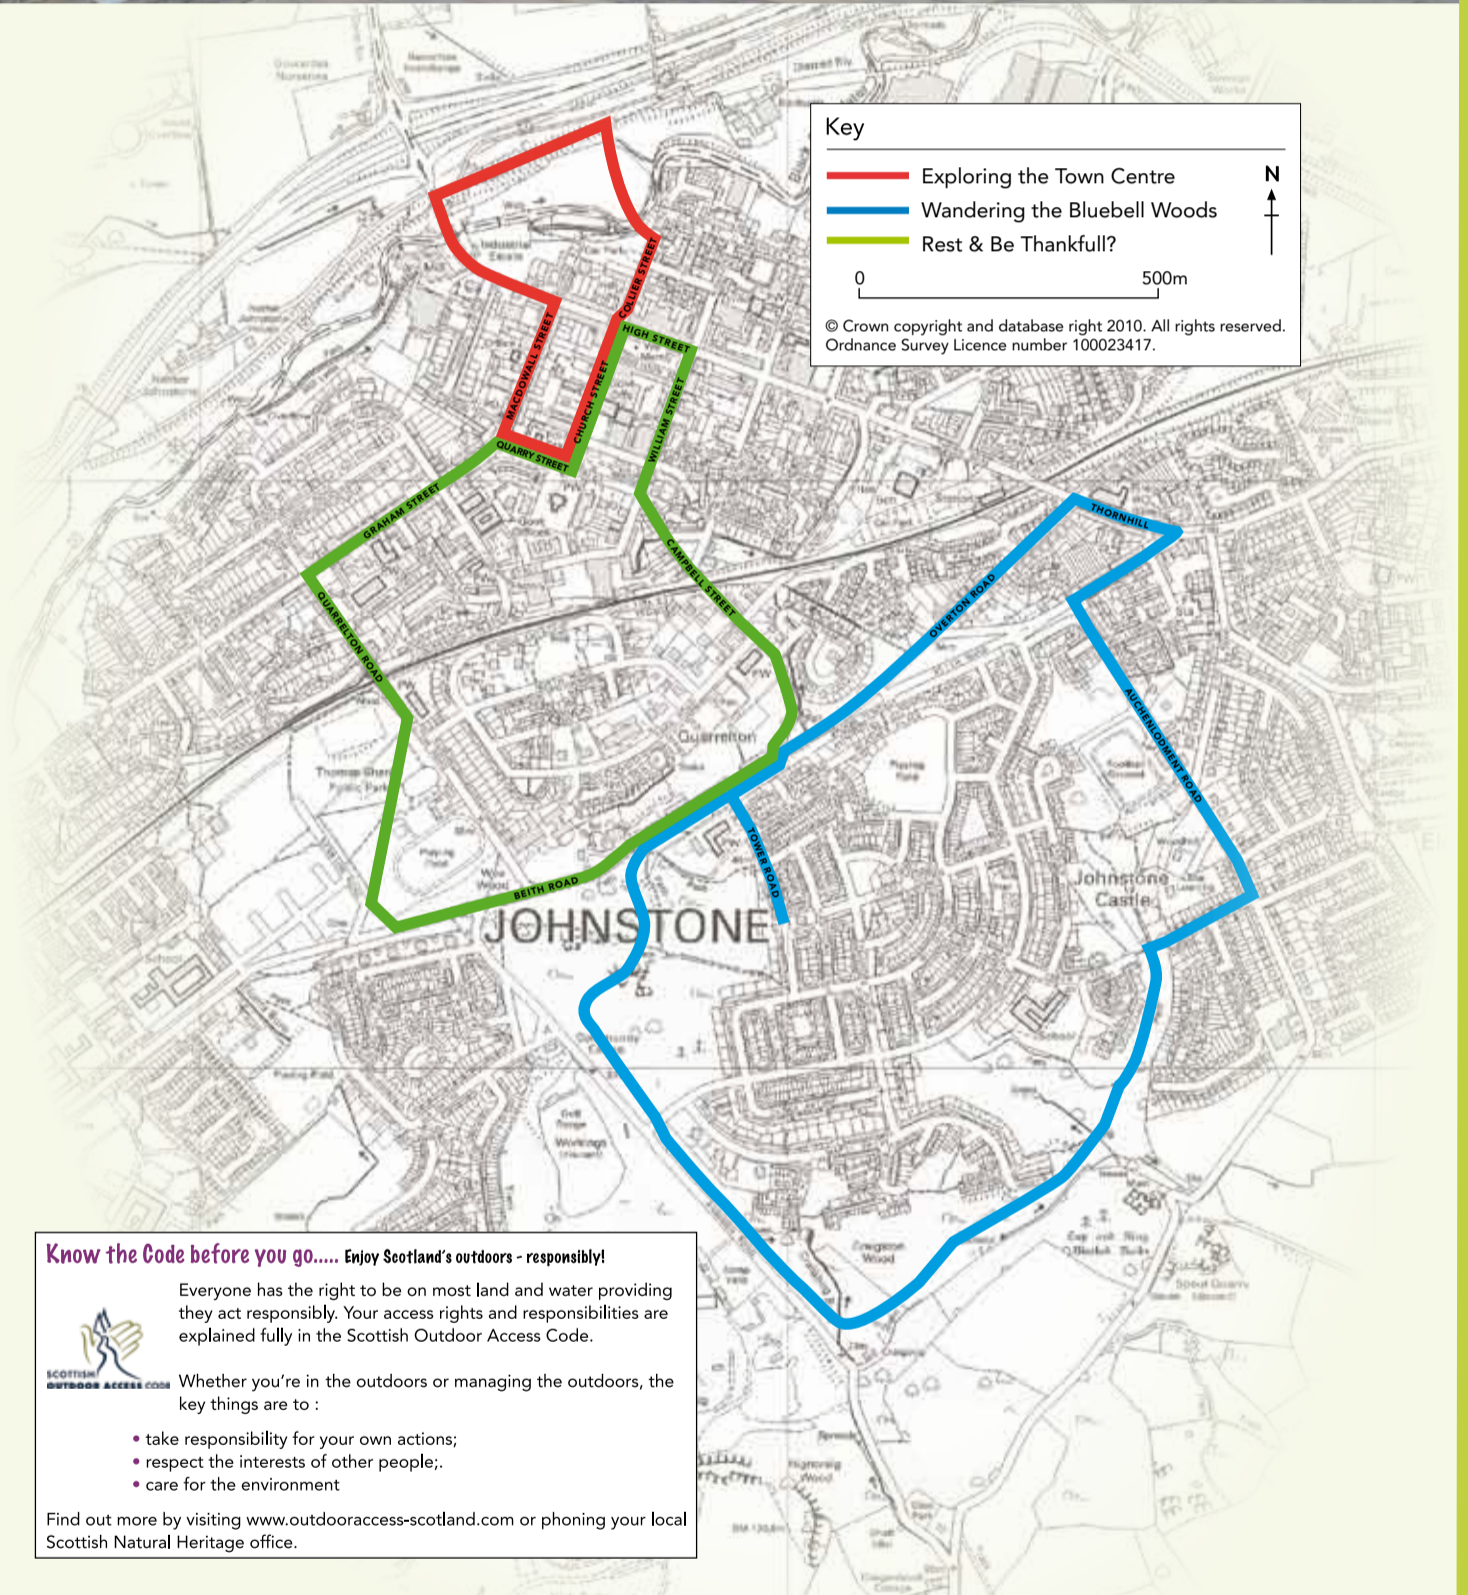 Key
Exploring the Town Centre
Wandering the Bluebell Woods
Rest & Be Thankfull?
N
0 500m
© Crown copyright and database right 2010. All rights reserved.
Ordnance Survey Licence number 100023417.
COLLIER STREET
HIGH STREET
MACDOWALL STREET
CHURCH STREET
WILLIAM STREET
QUARRY STREET
GRAHAM STREET
CAMPBELL STREET
QUARRELTON ROAD
THORNHILL
OVERTON ROAD
AUCHENLODMENT ROAD
Quarrelton
TOWER ROAD
BEITH ROAD
Johnstone
Castle
JOHNSTONE
Know the Code before you go..... Enjoy Scotland's outdoors - responsibly!
Everyone has the right to be on most land and water providing
they act responsibly. Your access rights and responsibilities are
explained fully in the Scottish Outdoor Access Code.
SCOTTISH
OUTDOOR ACCESS CODE
Whether you're in the outdoors or managing the outdoors, the
key things are to :
• take responsibility for your own actions;
• respect the interests of other people;.
• care for the environment
Find out more by visiting www.outdooraccess-scotland.com or phoning your local
Scottish Natural Heritage office.